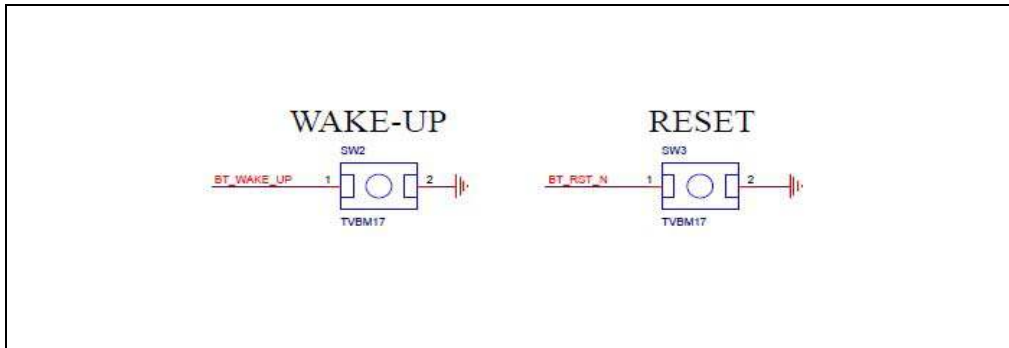 WAKE-UP
SW2
BT_WAKE_UP 1 2
TVBM17
RESET
SW3
BT_RST_N 1 2
TVBM17